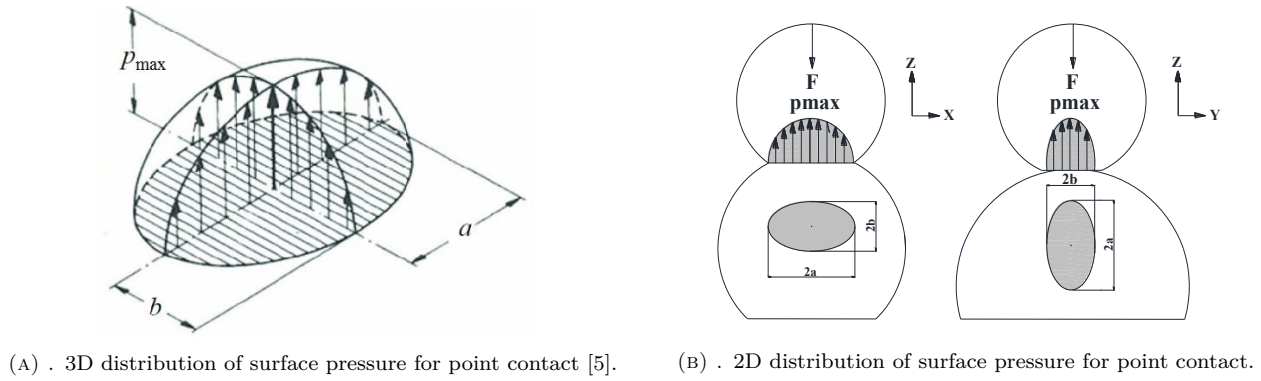 pmax
a
b
F
pmax
Z
X
2b
2a
F
pmax
Z
Y
2b
2a
(A) . 3D distribution of surface pressure for point contact [5].
(B) . 2D distribution of surface pressure for point contact.